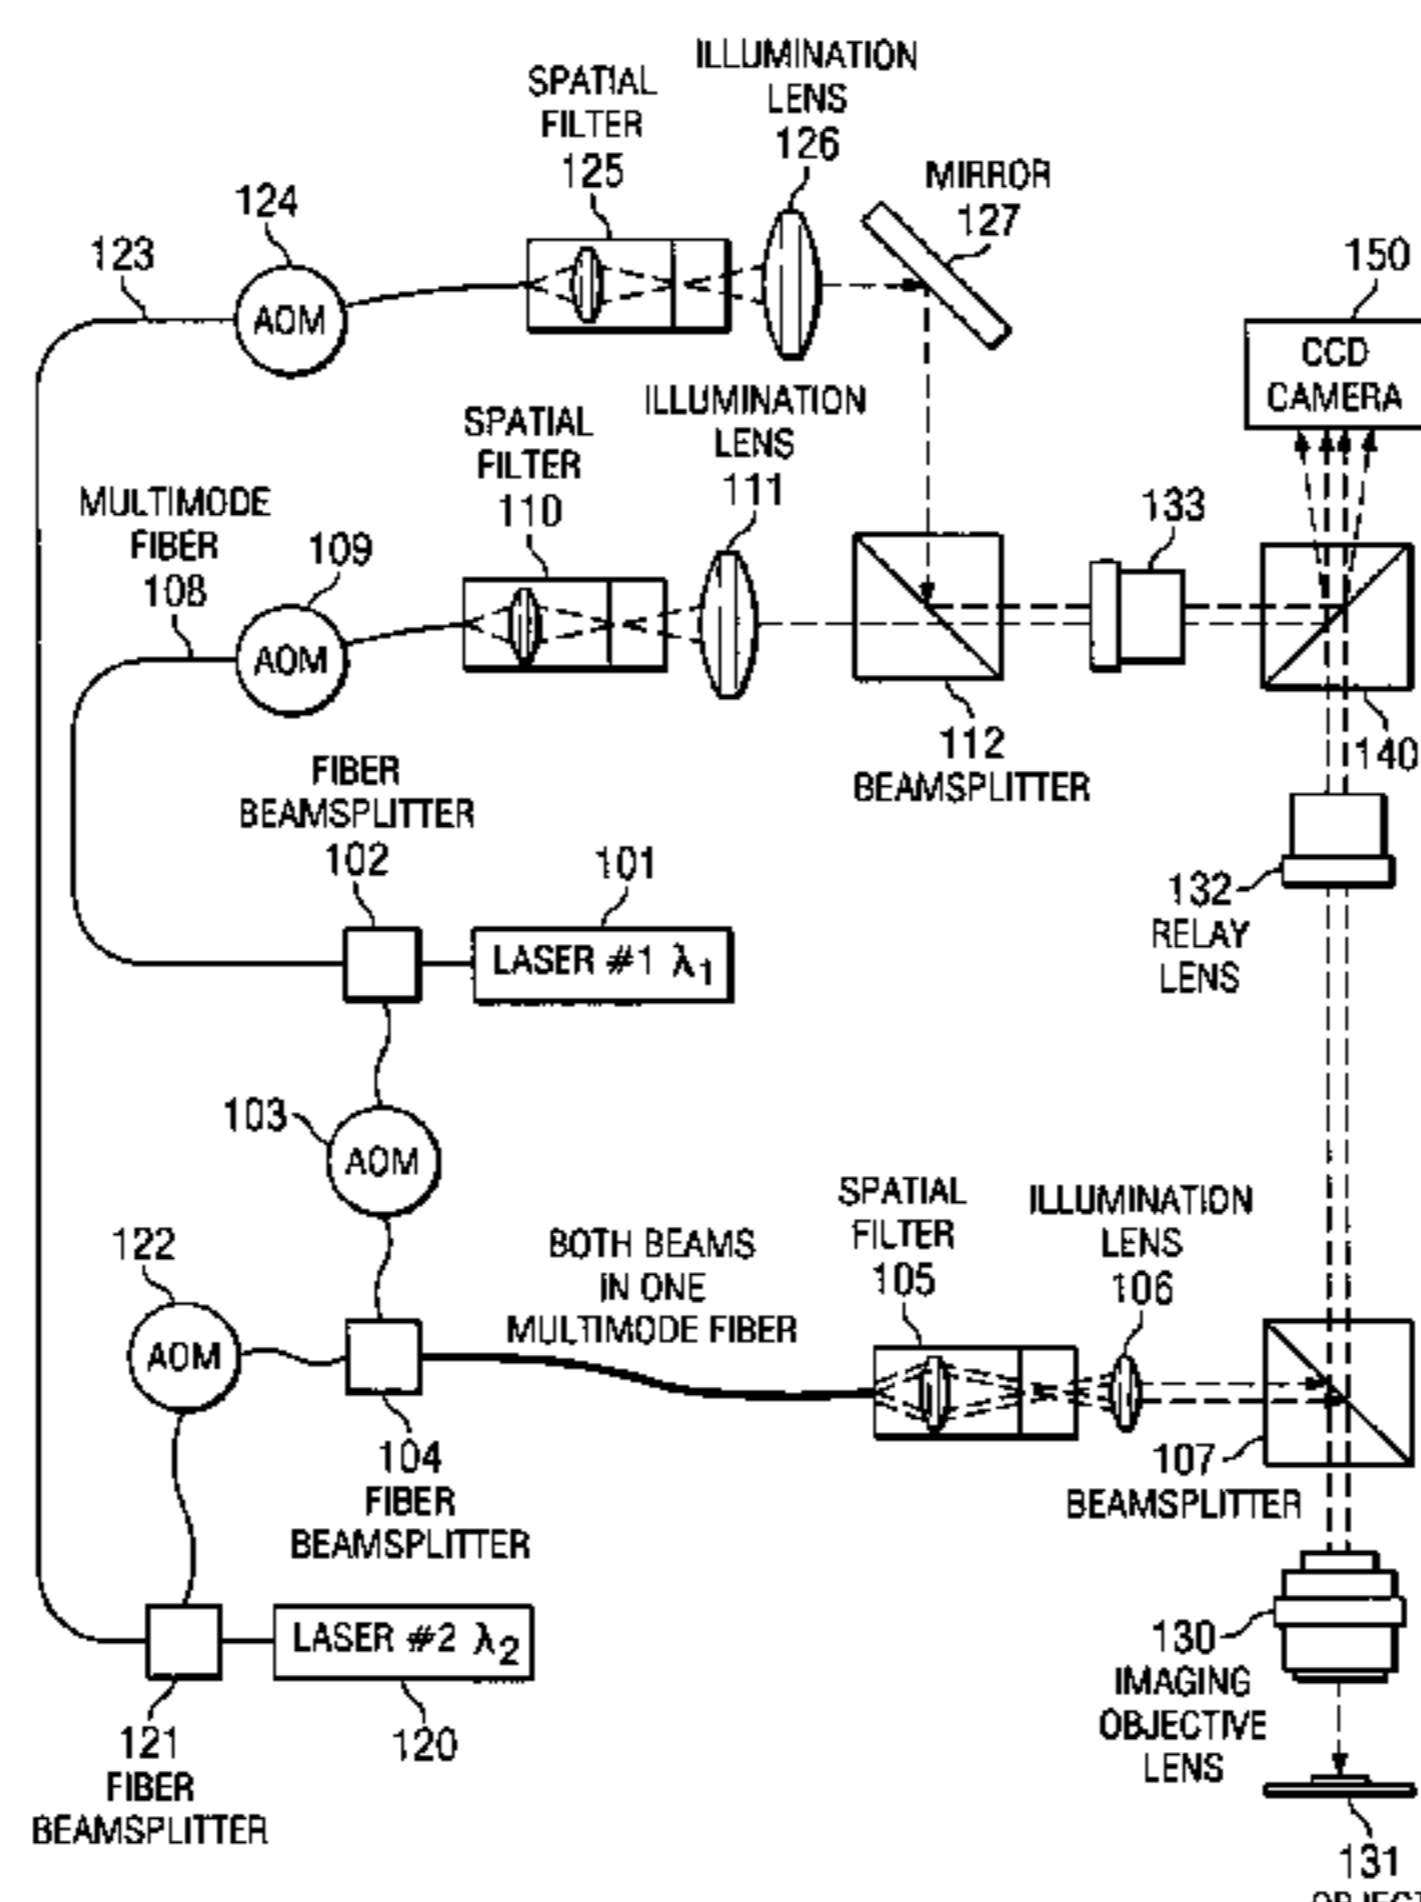 ILLUMINATION
LENS
126
SPATIAL
FILTER
125
MIRROR
127
124
123
AOM
150
CCD
CAMERA
ILLUMINATION
LENS
111
SPATIAL
FILTER
110
MULTIMODE
FIBER
108
109
AOM
133
112
BEAMSPLITTER
140
FIBER
BEAMSPLITTER
102
101
LASER #1 λ1
132
RELAY
LENS
103
AOM
122
AOM
BOTH BEAMS
IN ONE
MULTIMODE FIBER
SPATIAL
FILTER
105
ILLUMINATION
LENS
106
104
FIBER
BEAMSPLITTER
107
BEAMSPLITTER
LASER #2 λ2
121
FIBER
BEAMSPLITTER
120
130
IMAGING
OBJECTIVE
LENS
131
OBJECT